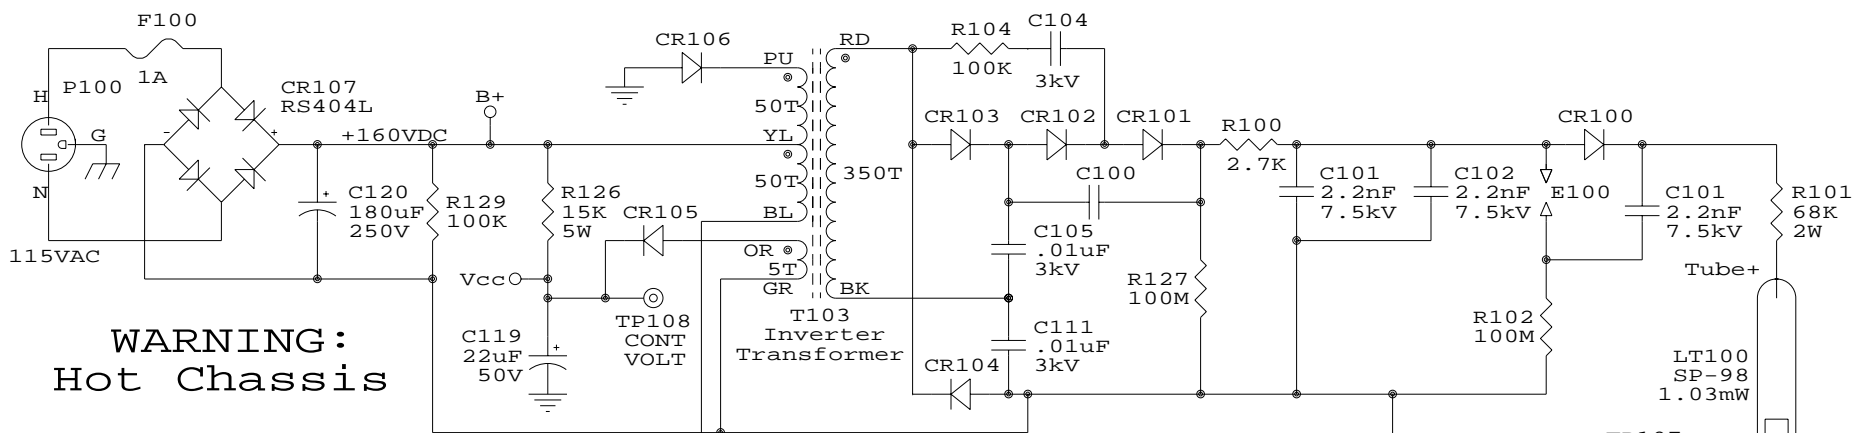 F100
1A
P100
H
G
N
115VAC
CR107
RS404L
-
+
+160VDC
B+
+
C120
180uF
250V
R129
100K
R126
15K
5W
Vcc
C119
22uF
50V
+
TP108
CONT
VOLT
CR105
CR106
PU
50T
YL
50T
BL
OR
5T
GR
RD
350T
BK
T103
Inverter
Transformer
R104
100K
C104
3kV
CR103
CR102
CR101
C100
C105
.01uF
3kV
C111
.01uF
3kV
CR104
R127
100M
R100
2.7K
C101
2.2nF
7.5kV
C102
2.2nF
7.5kV
E100
CR100
C101
2.2nF
7.5kV
R101
68K
2W
R102
100M
Tube+
LT100
SP-98
1.03mW
WARNING:
Hot Chassis